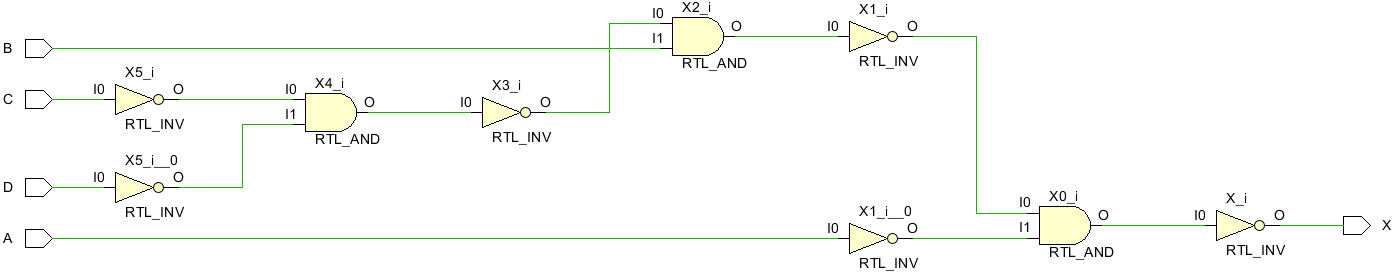 X2_i
I0
O
I1
RTL_AND
X1_i
I0
O
RTL_INV
B
X5_i
C
I0
O
RTL_INV
X4_i
I0
O
I1
RTL_AND
X3_i
I0
O
RTL_INV
X5_i__0
D
I0
O
RTL_INV
A
X1_i__0
I0
O
RTL_INV
X0_i
I0
O
I1
RTL_AND
X_i
I0
O
RTL_INV
X